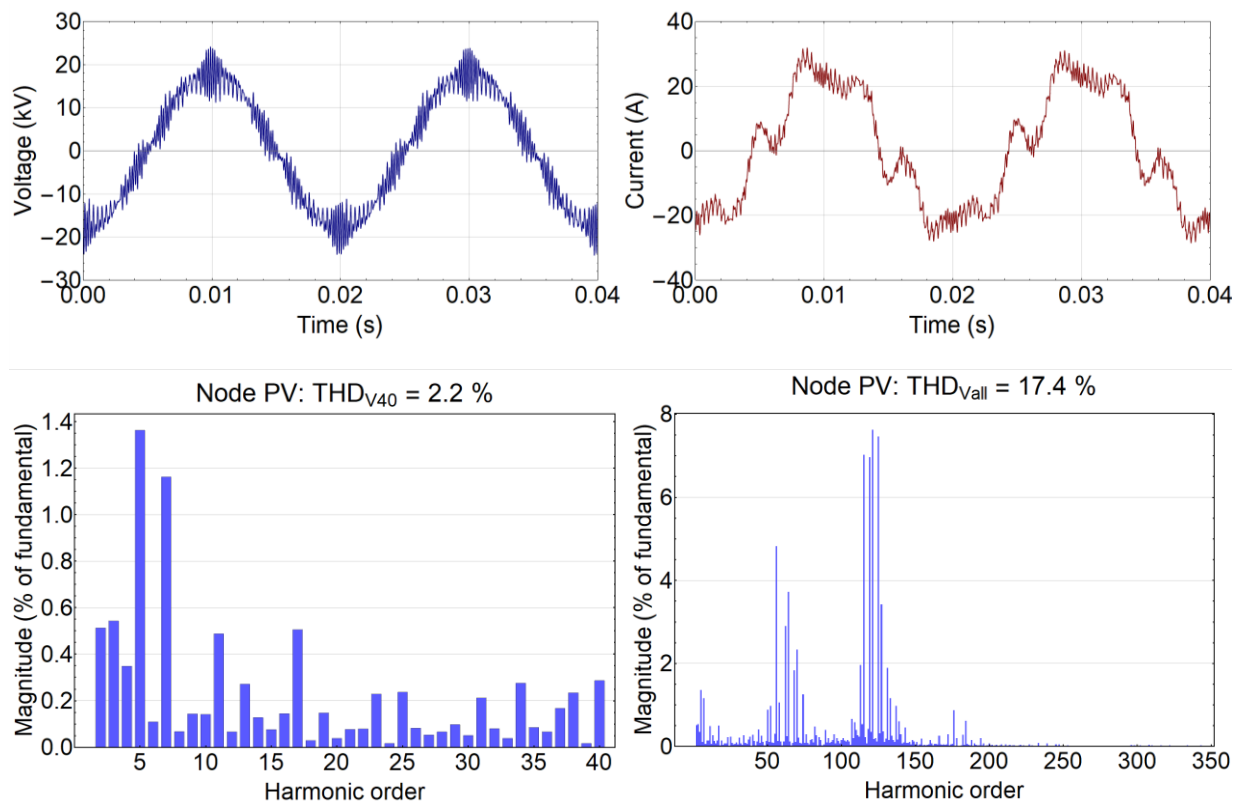 Voltage (kV)
30
20
10
0
−10
−20
−30
0.00 0.01 0.02 0.03 0.04
Time (s)
Current (A)
40
20
0
−20
−40
0.00 0.01 0.02 0.03 0.04
Time (s)
Node PV: THDV40 = 2.2 %
Magnitude (% of fundamental)
1.4
1.2
1.0
0.8
0.6
0.4
0.2
0.0
5 10 15 20 25 30 35 40
Harmonic order
Node PV: THDVall = 17.4 %
Magnitude (% of fundamental)
8
6
4
2
0
50 100 150 200 250 300 350
Harmonic order